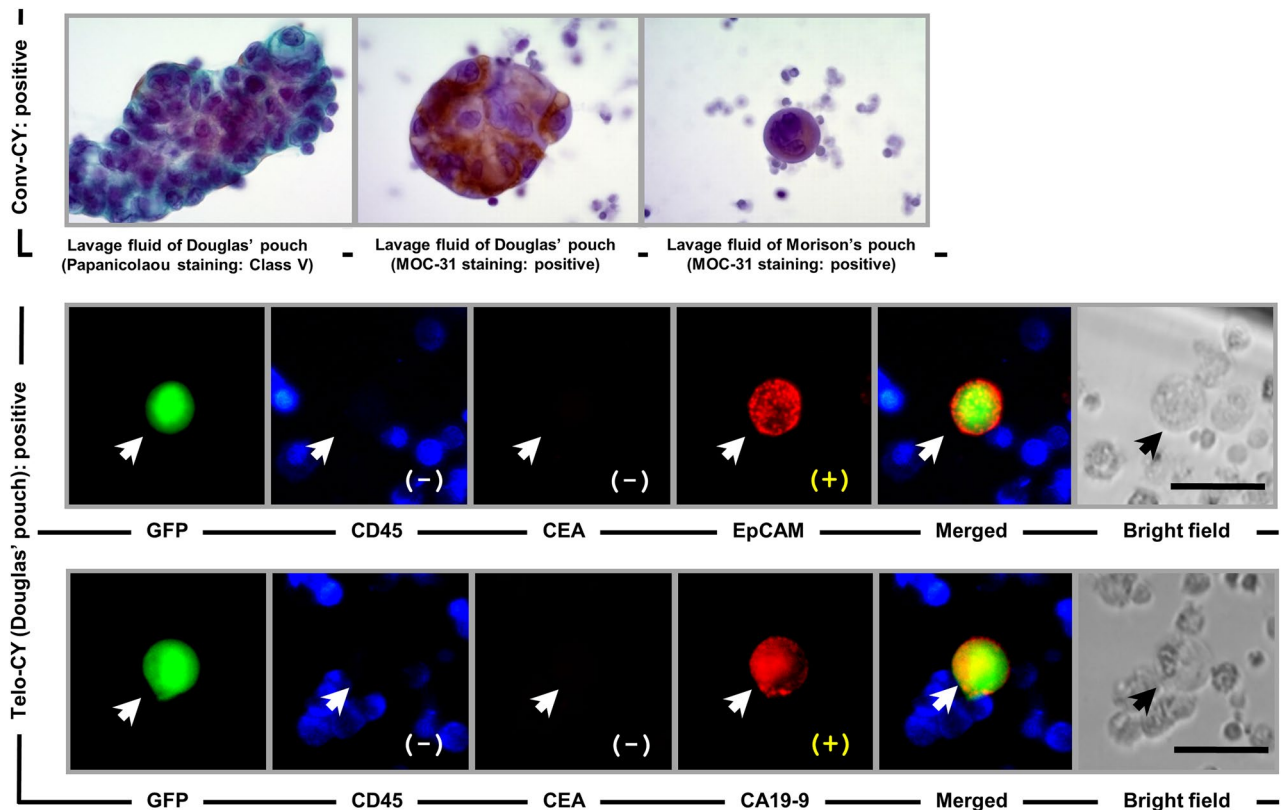 Conv-CY: positive
Lavage fluid of Douglas’ pouch
(Papanicolaou staining: Class V)
Lavage fluid of Douglas’ pouch
(MOC-31 staining: positive)
Lavage fluid of Morison’s pouch
(MOC-31 staining: positive)
Telo-CY (Douglas’ pouch): positive
(−)
(−)
(+)
GFP
CD45
CEA
EpCAM
Merged
Bright field
(−)
(−)
(+)
GFP
CD45
CEA
CA19-9
Merged
Bright field